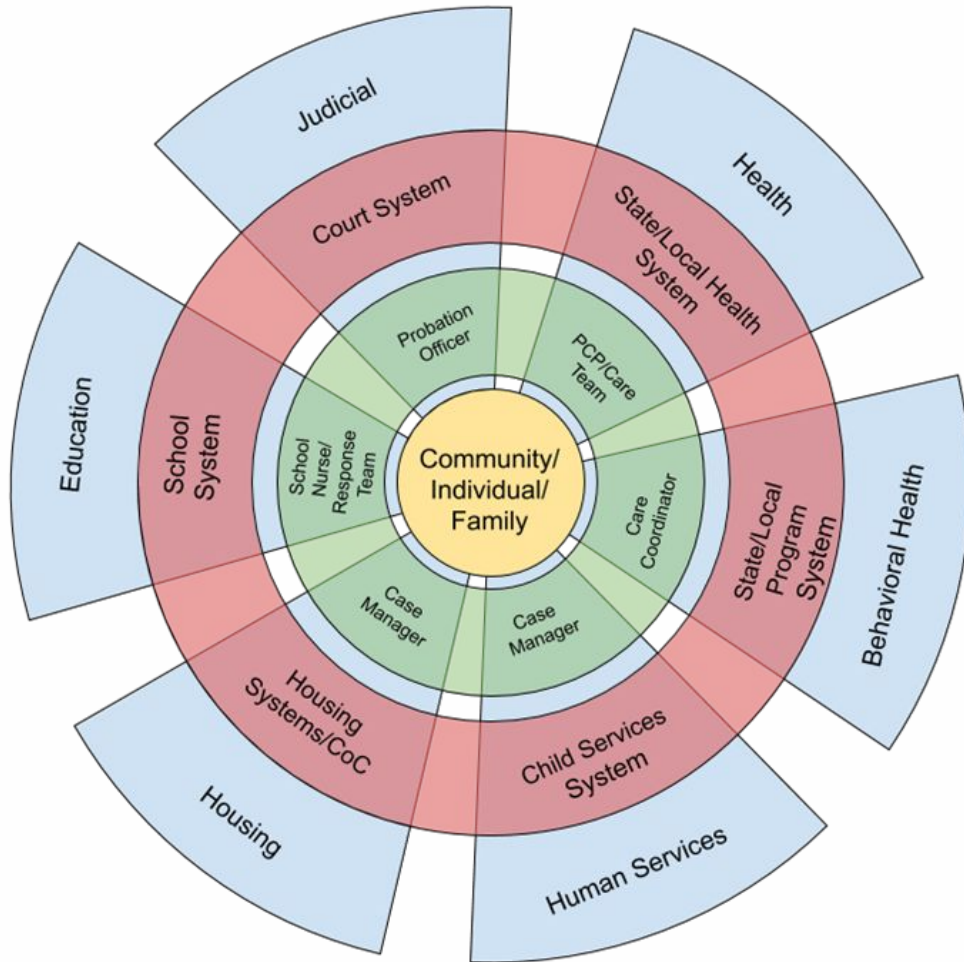 Judicial
Health
Court System
State/Local Health
System
Probation
Officer
PCP/Care
Team
Education
School
System
School
Nurse/
Response
Team
Community/
Individual/
Family
Care
Coordinator
State/Local
Program
System
Behavioral Health
Case
Manager
Case
Manager
Housing
Systems/CoC
Child Services
System
Housing
Human Services